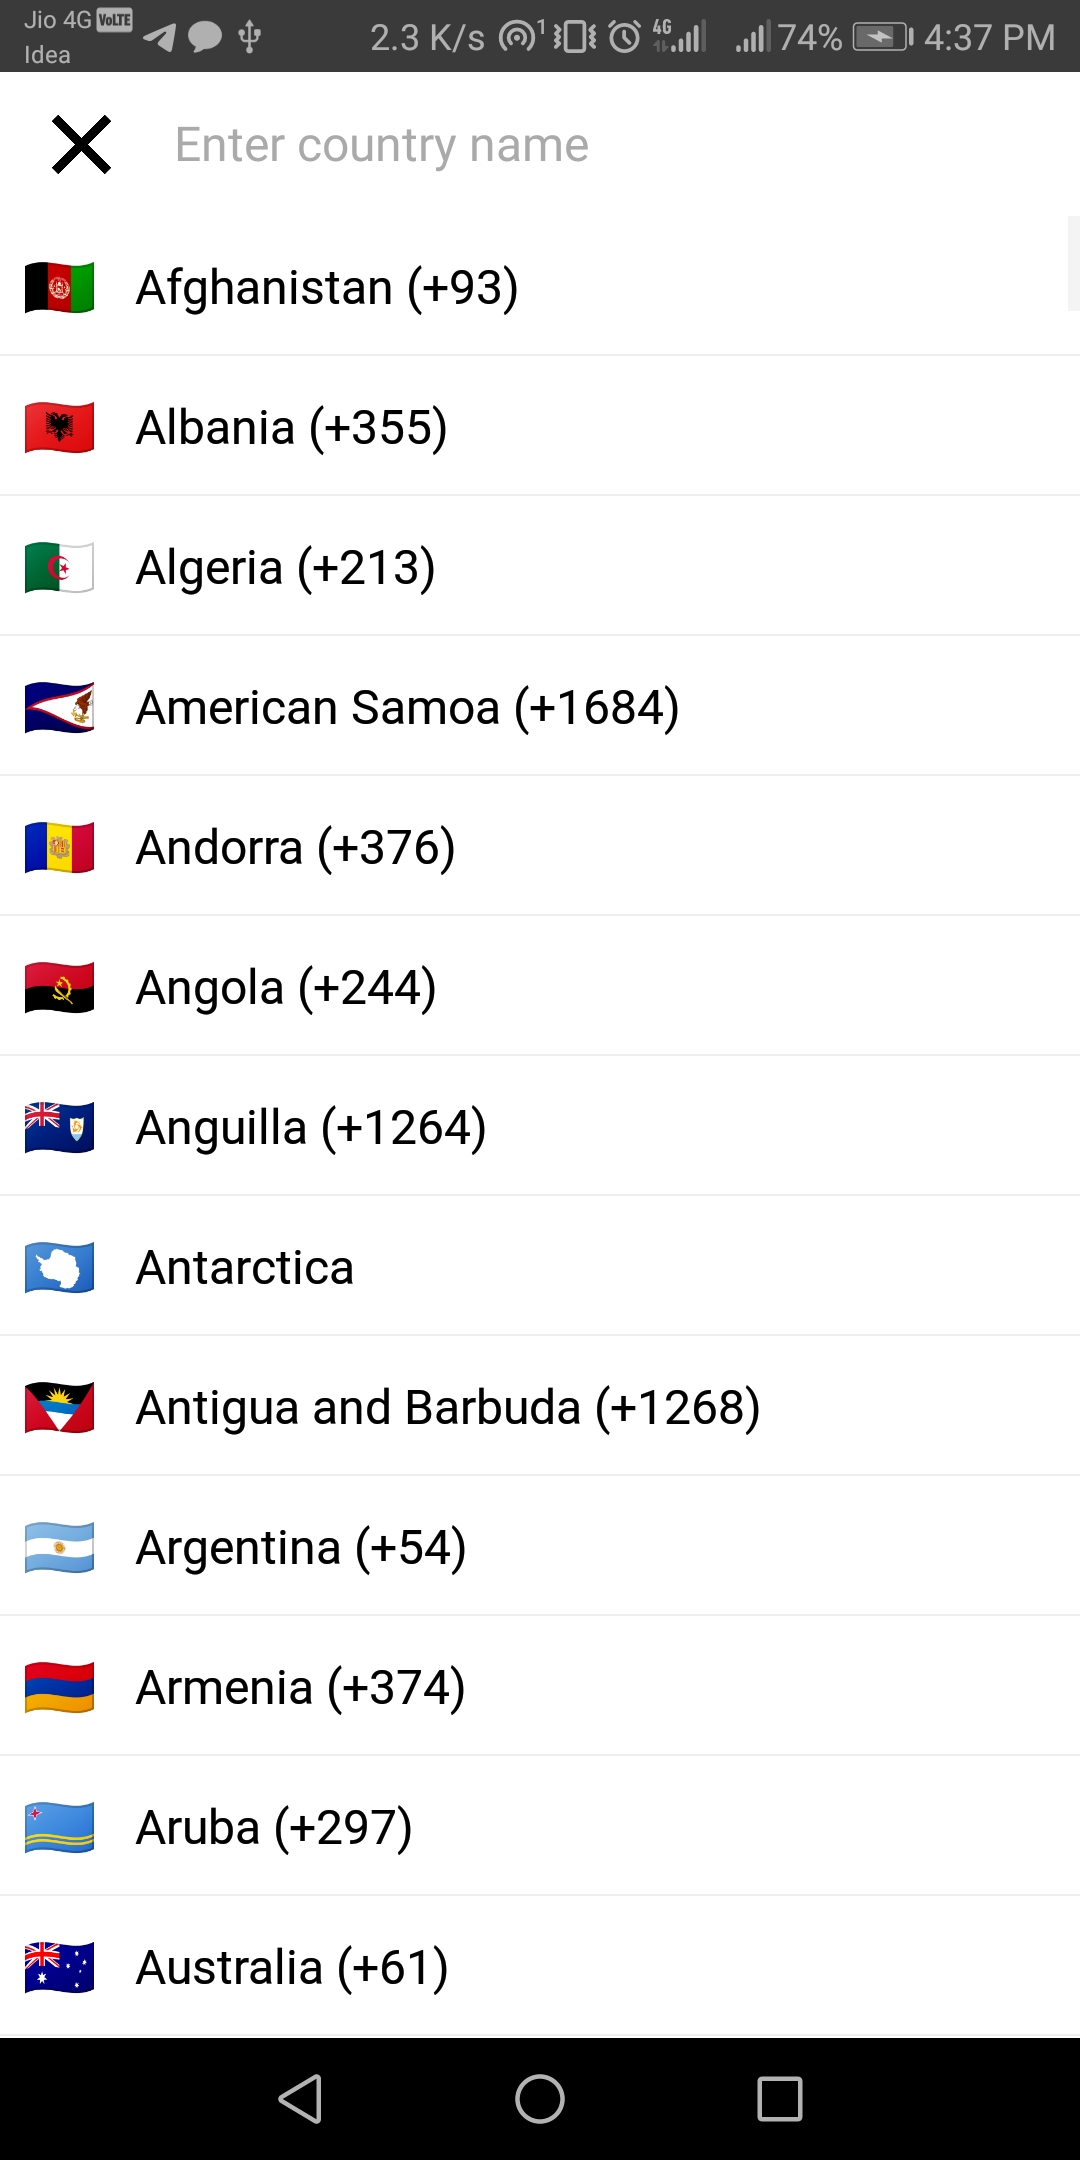 Jio 4G VoLTE
Idea
2.3 K/s 1 4G 74% 4:37 PM
Enter country name
Afghanistan (+93)
Albania (+355)
Algeria (+213)
American Samoa (+1684)
Andorra (+376)
Angola (+244)
Anguilla (+1264)
Antarctica
Antigua and Barbuda (+1268)
Argentina (+54)
Armenia (+374)
Aruba (+297)
Australia (+61)